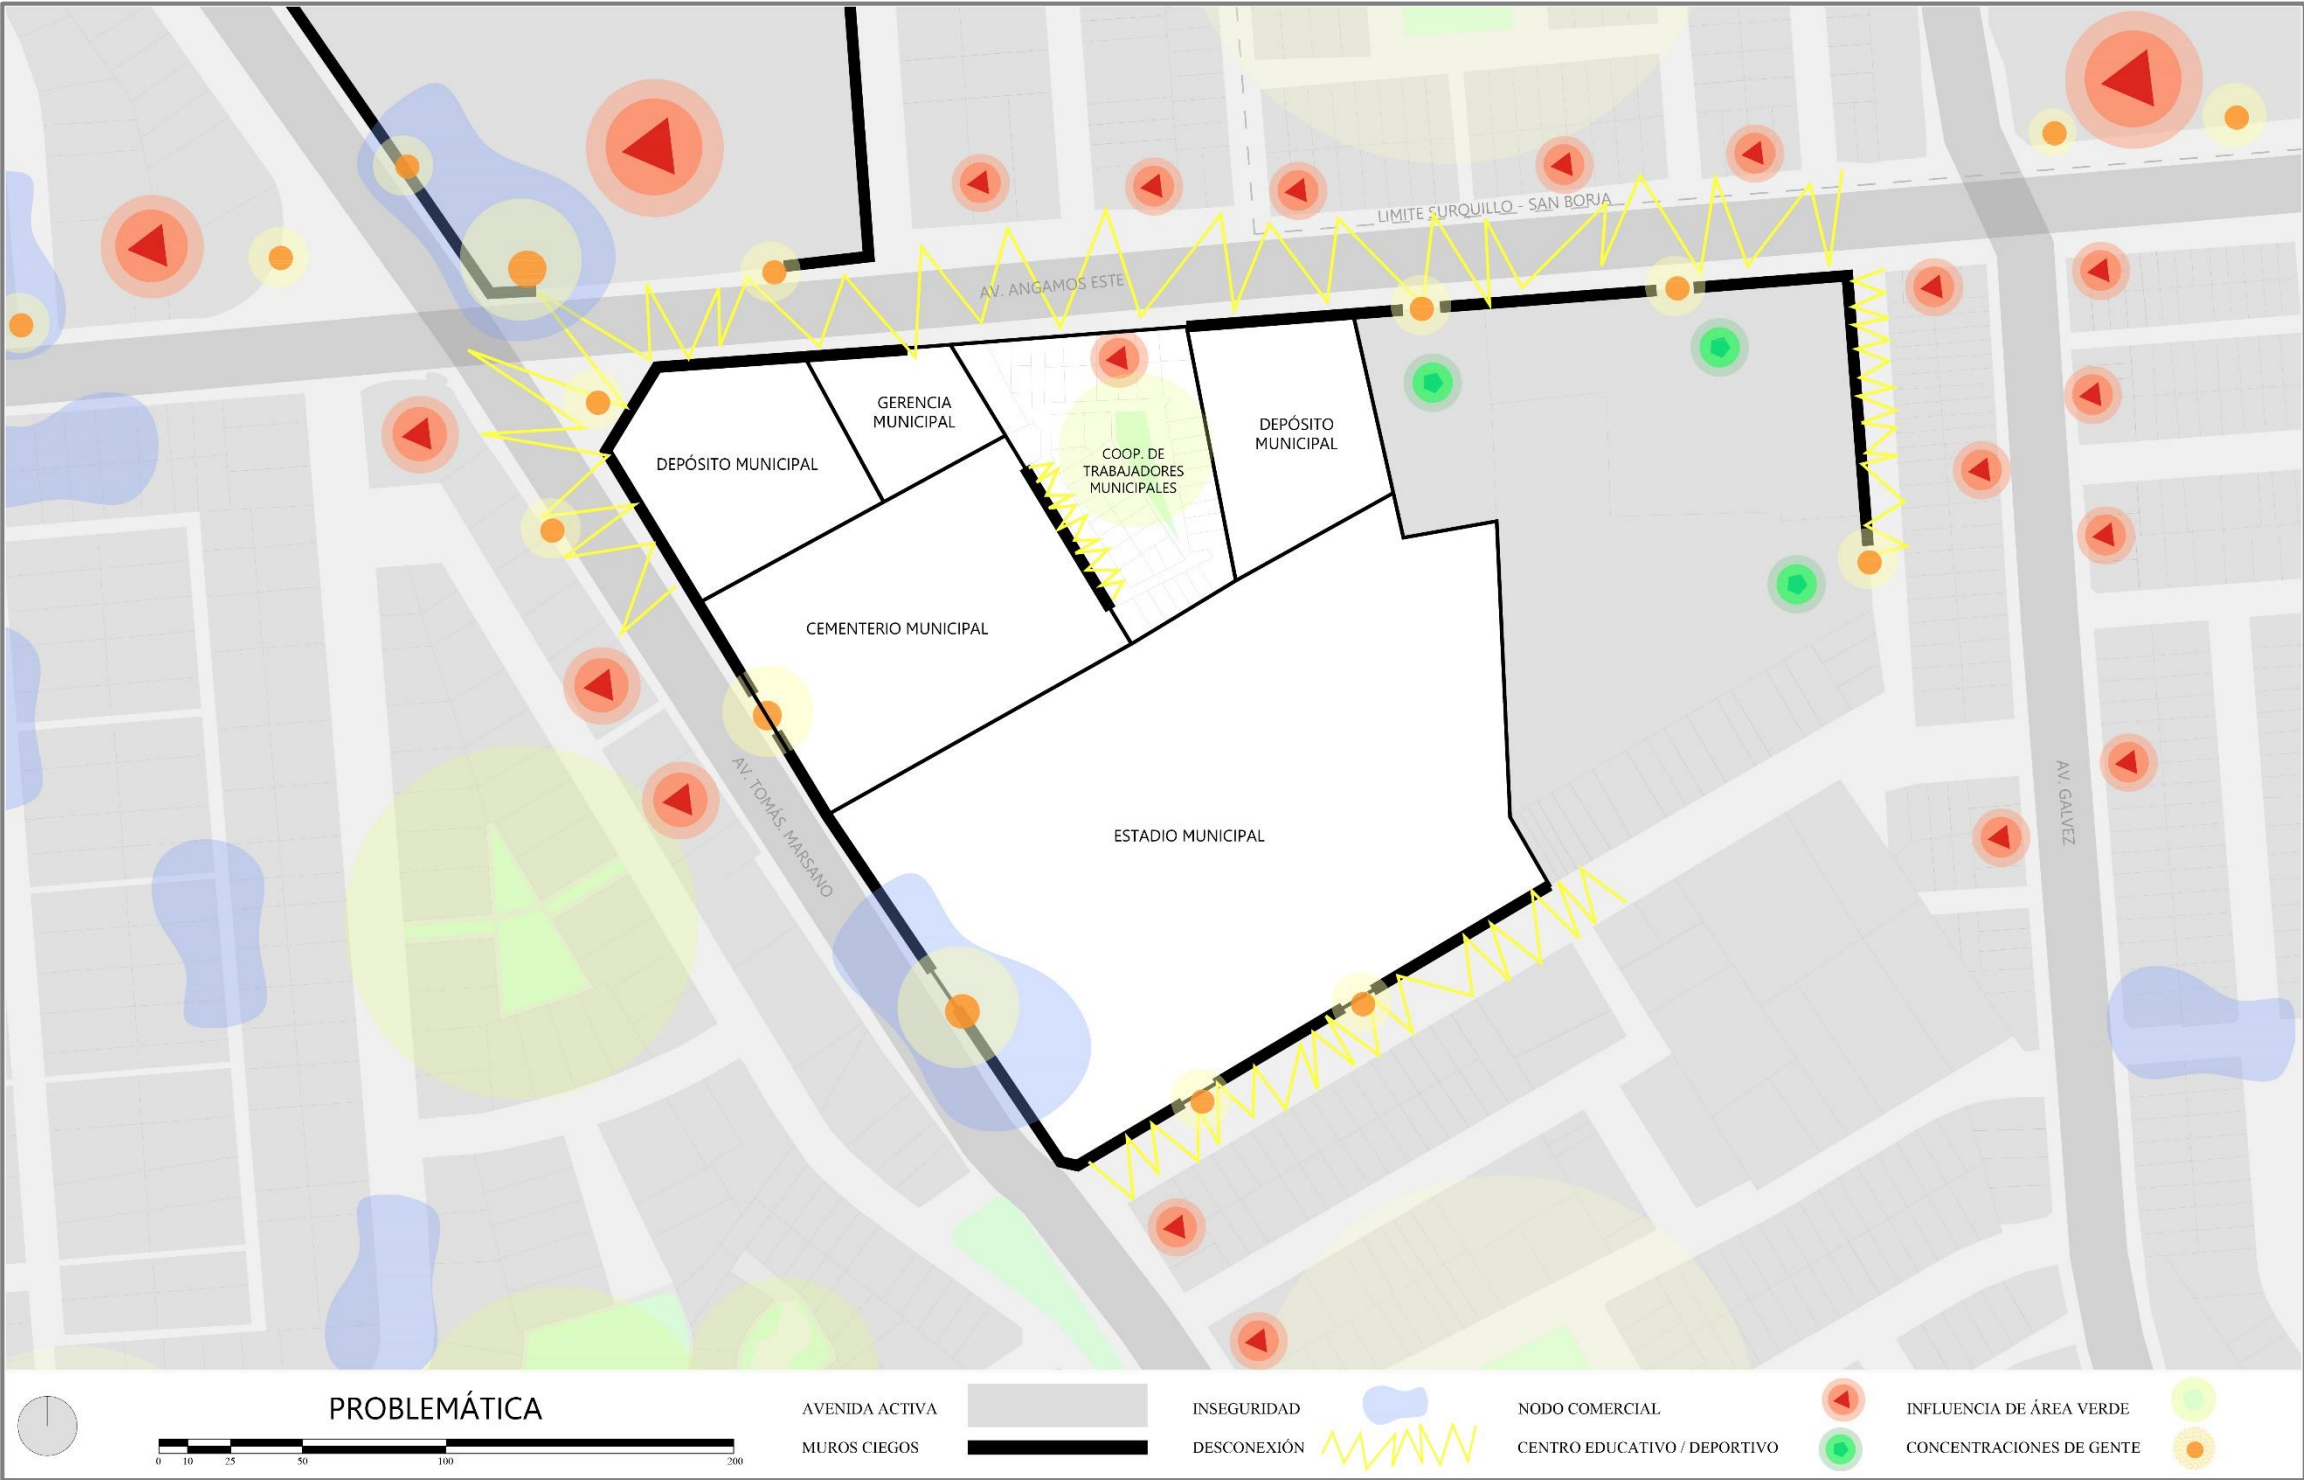 LIMITE SURQUILLO - SAN BORJA
AV. ANGAMOS ESTE
GERENCIA
MUNICIPAL
DEPÓSITO
MUNICIPAL
DEPÓSITO MUNICIPAL
COOP. DE
TRABAJADORES
MUNICIPALES
CEMENTERIO MUNICIPAL
AV. TOMÁS. MARSANO
ESTADIO MUNICIPAL
AV. GALVEZ
PROBLEMÁTICA
0 10 25 50 100 200
AVENIDA ACTIVA
MUROS CIEGOS
INSEGURIDAD
DESCONEXIÓN
NODO COMERCIAL
CENTRO EDUCATIVO / DEPORTIVO
INFLUENCIA DE ÁREA VERDE
CONCENTRACIONES DE GENTE